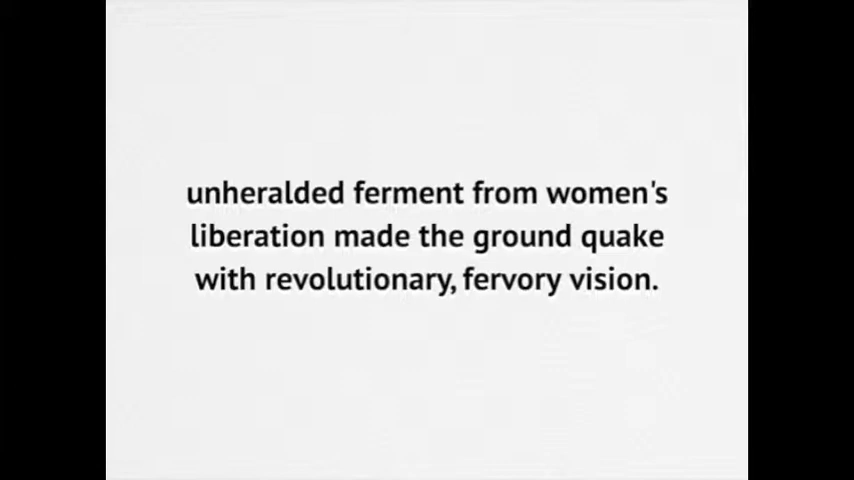 unheralded ferment from women's
liberation made the ground quake
with revolutionary, fervory vision.